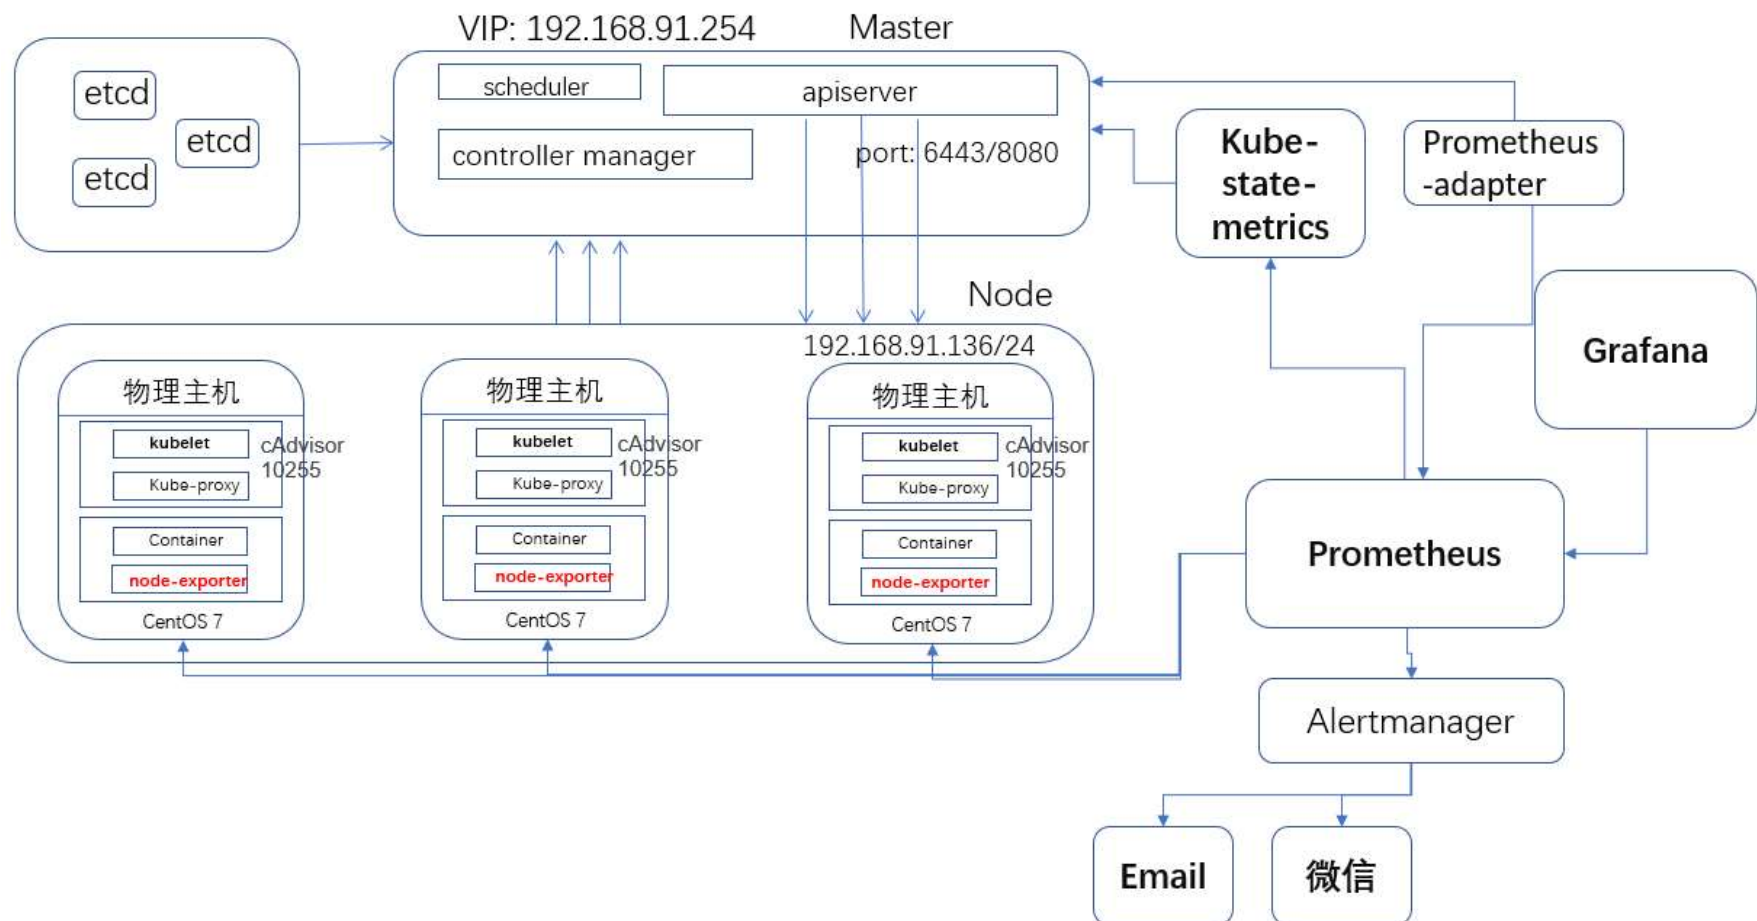 VIP: 192.168.91.254
Master
etcd
etcd
etcd
scheduler
apiserver
controller manager
port: 6443/8080
Kube-
state-
metrics
Prometheus
-adapter
Node
192.168.91.136/24
Grafana
物理主机
kubelet
cAdvisor
10255
Kube-proxy
Container
node-exporter
CentOS 7
物理主机
kubelet
cAdvisor
10255
Kube-proxy
Container
node-exporter
CentOS 7
物理主机
kubelet
cAdvisor
10255
Kube-proxy
Container
node-exporter
CentOS 7
Prometheus
Alertmanager
Email
微信